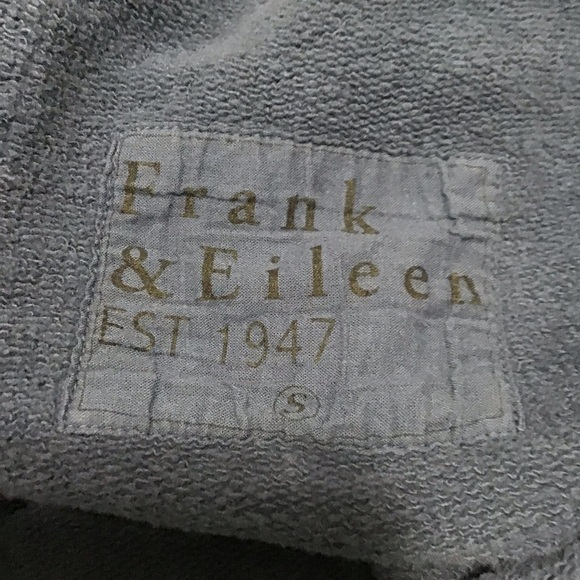 Frank
& Eileen
EST 1947
S